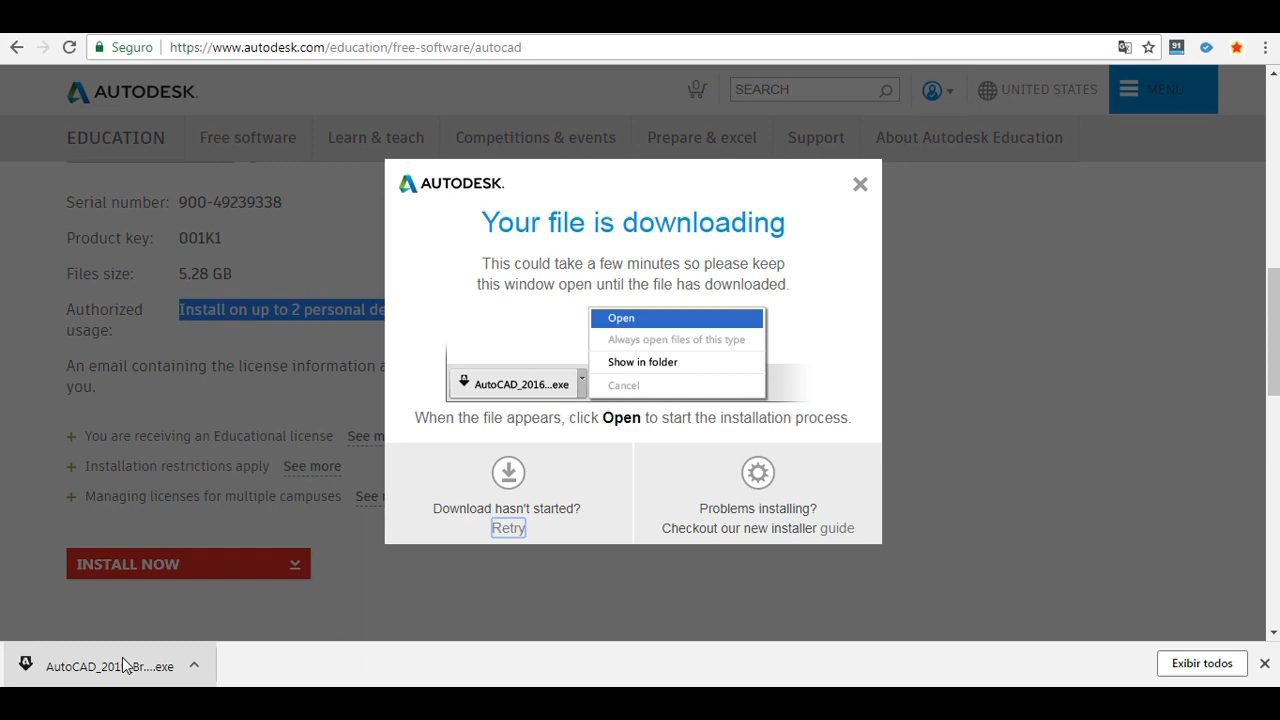 Seguro https://www.autodesk.com/education/free-software/autocad 91
AUTODESK. 0 SEARCH UNITED STATES MENU
EDUCATION Free software Learn & teach Competitions & events Prepare & excel Support About Autodesk Education
Serial number: 900-49239338
Product key: 001K1
Files size: 5.28 GB
Authorized usage: Install on up to 2 personal de
An email containing the license information
you.
+ You are receiving an Educational license See m
+ Installation restrictions apply See more
+ Managing licenses for multiple campuses See
INSTALL NOW
AUTODESK.
Your file is downloading
This could take a few minutes so please keep
this window open until the file has downloaded.
Open
Always open files of this type
Show in folder
Cancel
AutoCAD_2016...exe
When the file appears, click Open to start the installation process.
Download hasn't started?
Retry
Problems installing?
Checkout our new installer guide
AutoCAD_201 Br....exe
Exibir todos